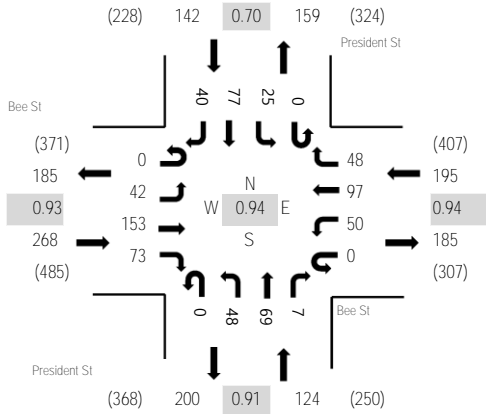 (228) 142 0.70 159 (324)
President St
Bee St
40 77 25 0
(371)
185
0.93
268
(485)
0
42
153
73
N
W 0.94 E
S
48
97
50
0
(407)
195
0.94
185
(307)
0 48 69 7
Bee St
President St
(368) 200 0.91 124 (250)